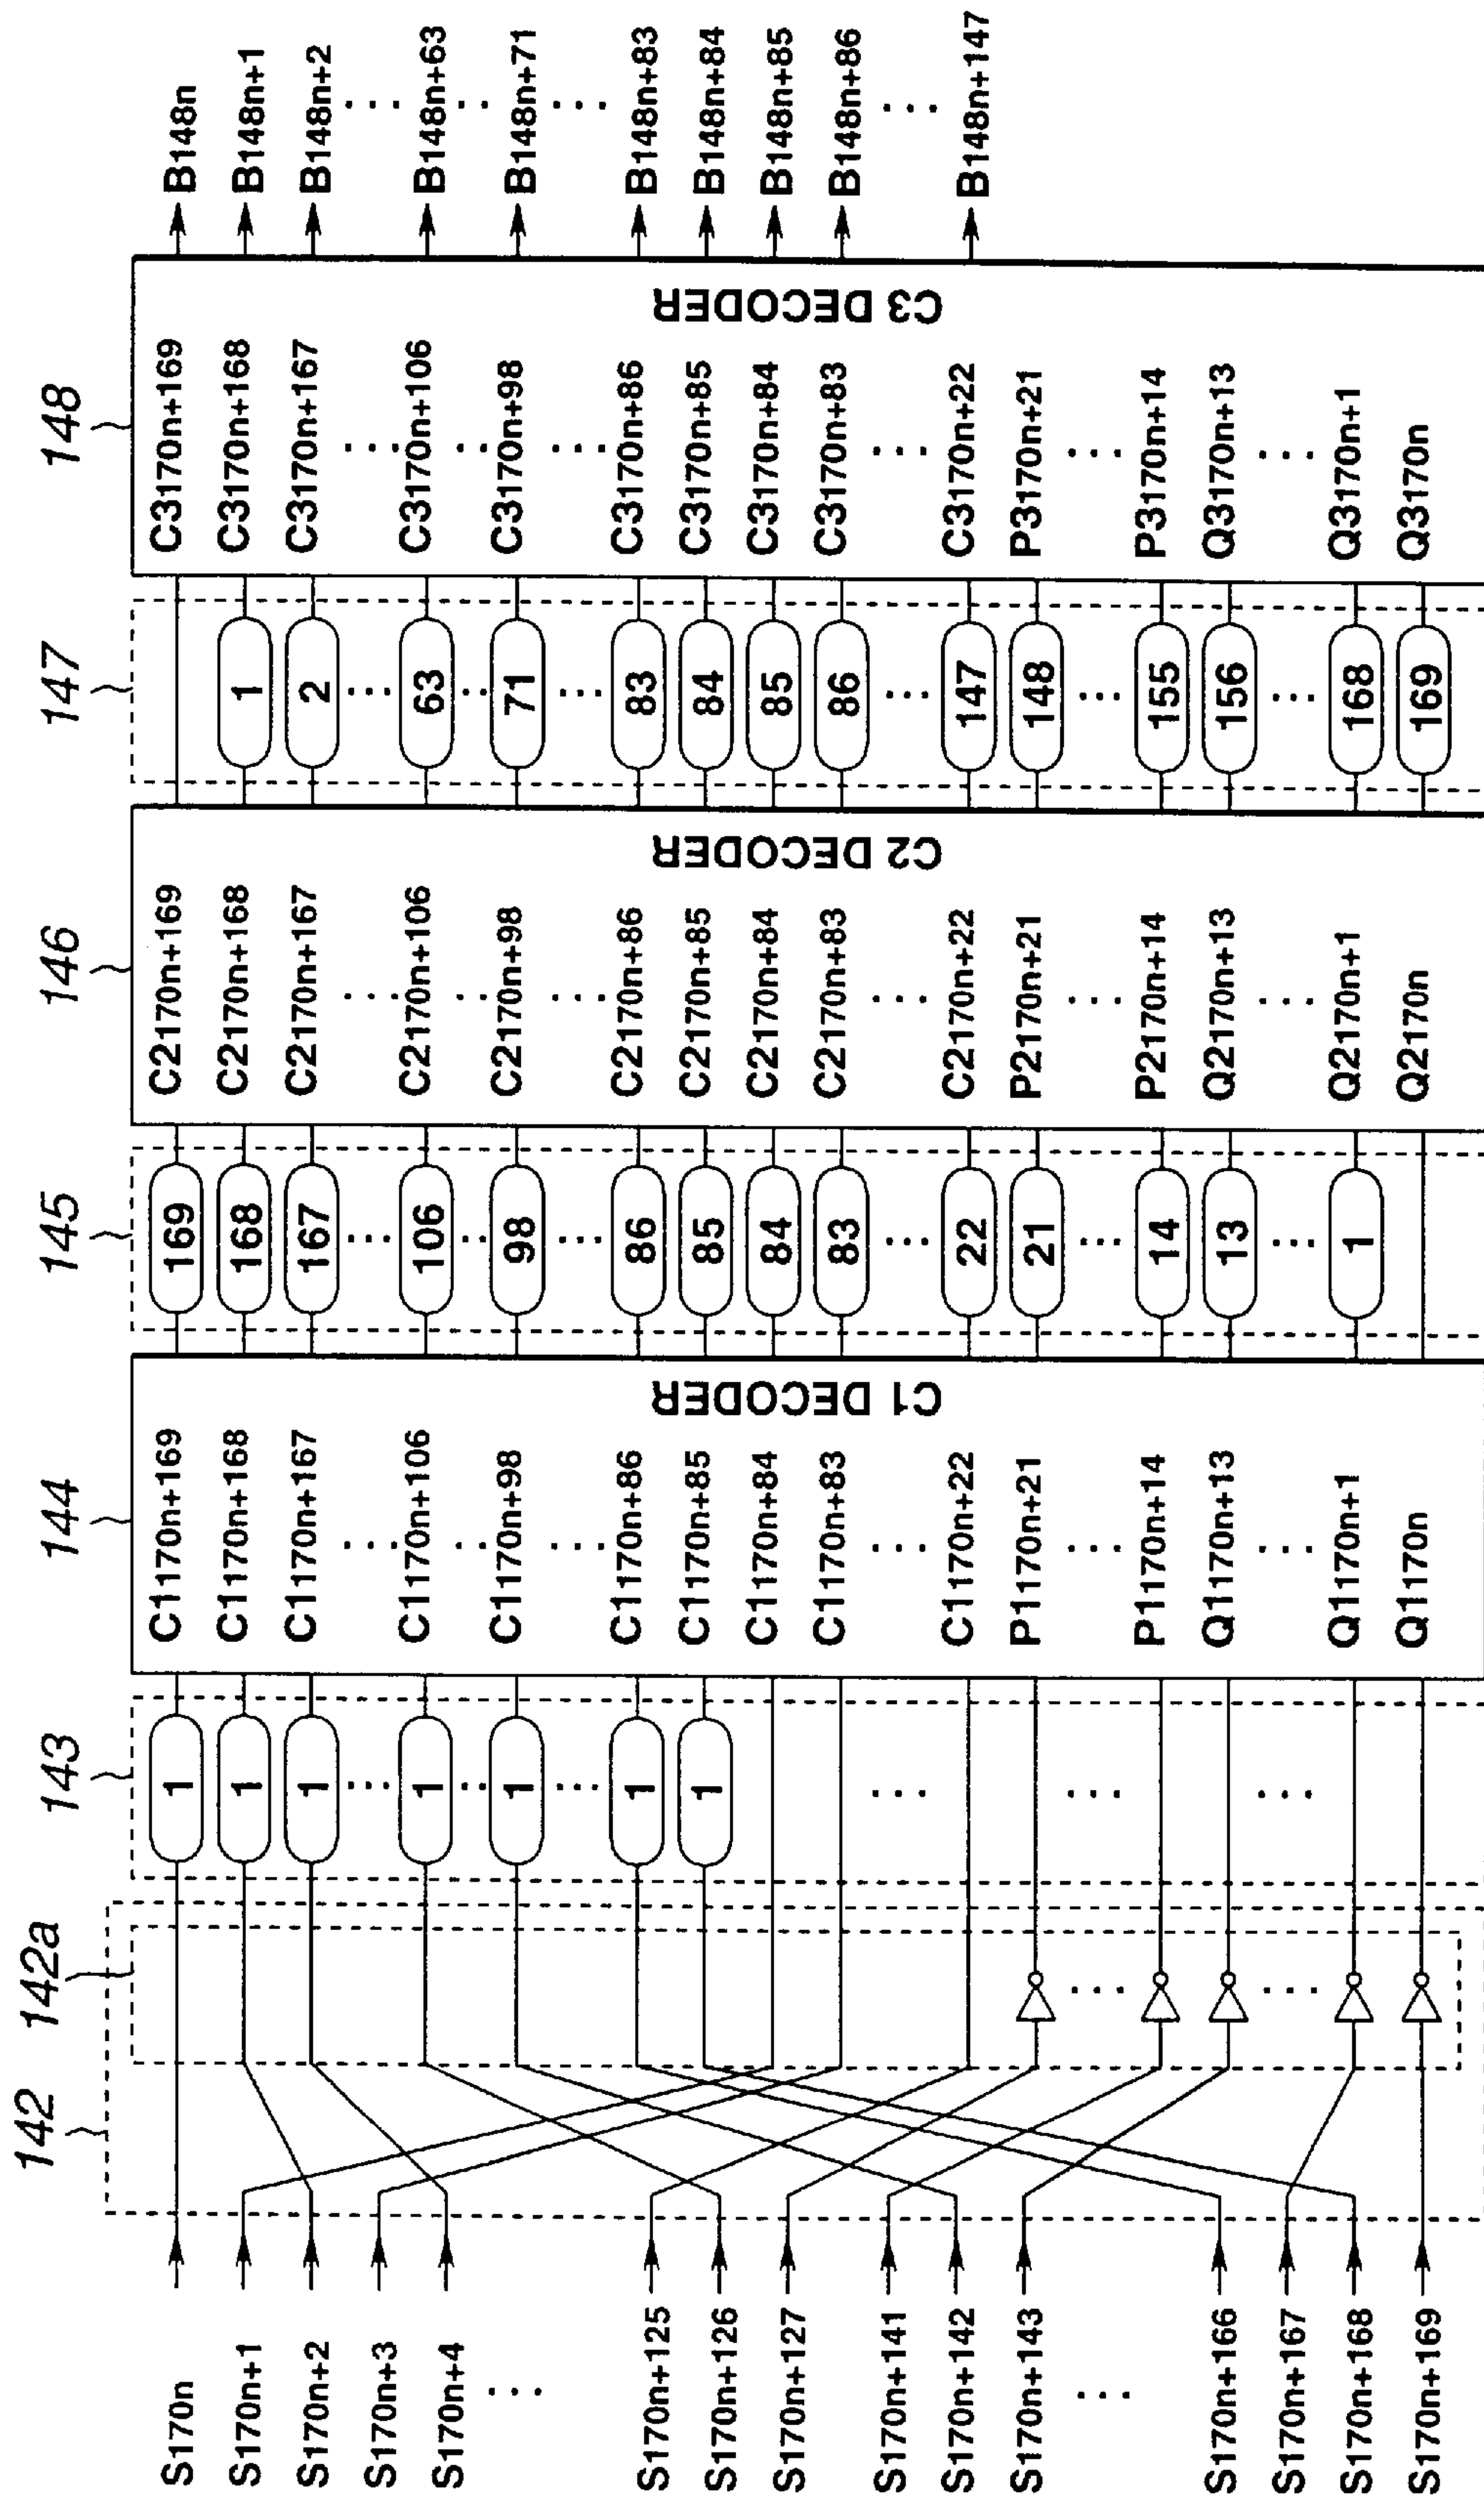 142
142a
143
144
145
146
147
148
S170n
S170n+1
S170n+2
S170n+3
S170n+4
...
S170n+125
S170n+126
S170n+127
S170n+141
S170n+142
S170n+143
...
S170n+166
S170n+167
S170n+168
S170n+169
...
...
1
1
1
...
1
..
1
...
1
1
...
...
...
C1170n+169
C1170n+168
C1170n+167
...
C1170n+106
..
C1170n+98
...
C1170n+86
C1170n+85
C1170n+84
C1170n+83
...
C1170n+22
P1170n+21
...
P1170n+14
Q1170n+13
...
Q1170n+1
Q1170n
C1 DECODER
169
168
167
...
106
..
98
...
86
85
84
83
...
22
21
...
14
13
...
1
C2170n+169
C2170n+168
C2170n+167
...
C2170n+106
..
C2170n+98
...
C2170n+86
C2170n+85
C2170n+84
C2170n+83
...
C2170n+22
P2170n+21
...
P2170n+14
Q2170n+13
...
Q2170n+1
Q2170n
C2 DECODER
1
2
...
63
..
71
...
83
84
85
86
...
147
148
...
155
156
...
168
169
C3170n+169
C3170n+168
C3170n+167
...
C3170n+106
..
C3170n+98
...
C3170n+86
C3170n+85
C3170n+84
C3170n+83
...
C3170n+22
P3170n+21
...
P3170n+14
Q3170n+13
...
Q3170n+1
Q3170n
C3 DECODER
B148n
B148n+1
B148n+2
...
B148n+63
..
B148n+71
...
B148n+83
B148n+84
B148n+85
B148n+86
...
B148n+147